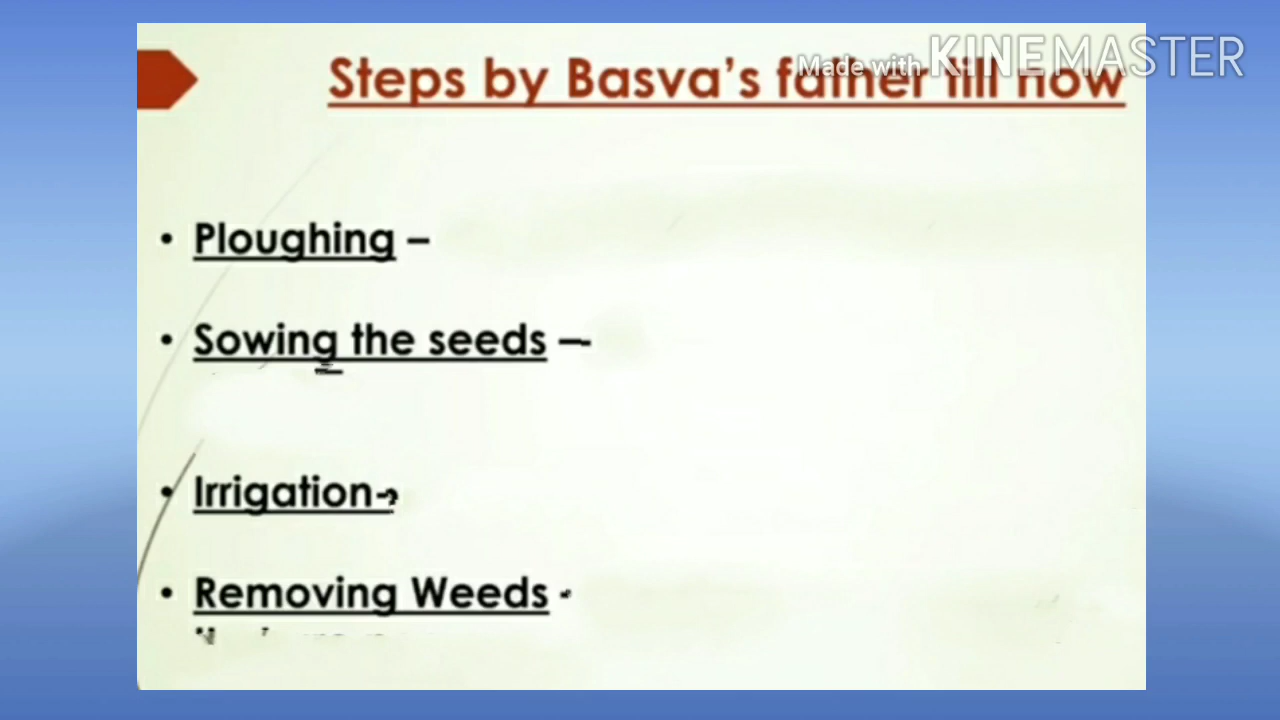 Steps by Basva's father till now
Made with KINEMASTER
• Ploughing –
• Sowing the seeds –-
• Irrigation-
• Removing Weeds -